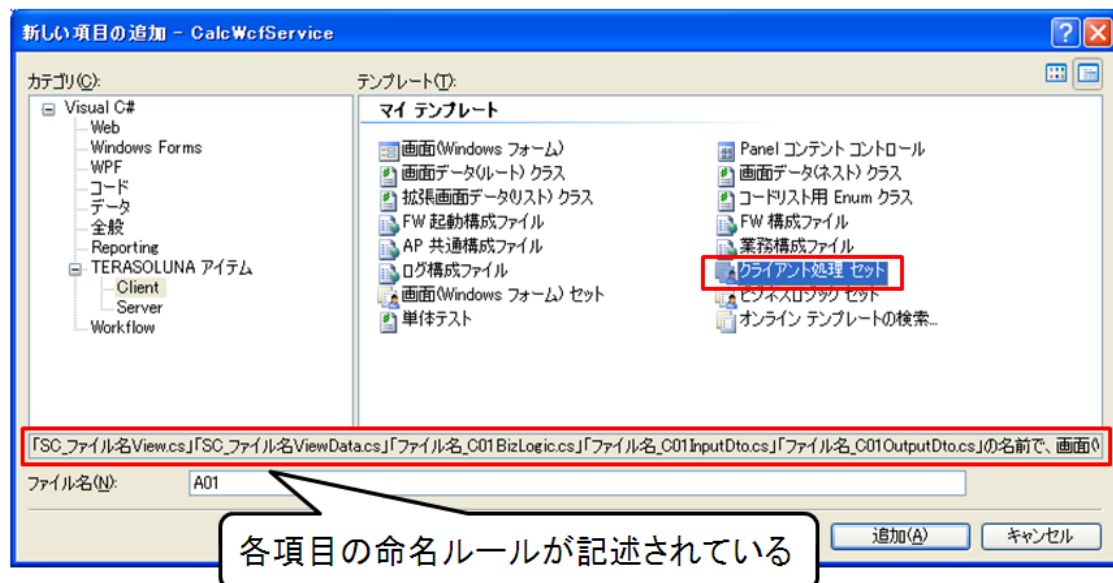 新しい項目の追加 - CalcWcfService
カテゴリ(C):
テンプレート(T):
Visual C#
Web
Windows Forms
WPF
コード
データ
全般
Reporting
TERASOLUNA アイテム
Client
Server
Workflow
マイ テンプレート
画面(Windows フォーム)
Panel コンテント コントロール
画面データ(ルート) クラス
画面データ(ネスト) クラス
拡張画面データ(リスト) クラス
コードリスト用 Enum クラス
FW 起動構成ファイル
FW 構成ファイル
AP 共通構成ファイル
業務構成ファイル
ログ構成ファイル
クライアント処理 セット
画面(Windows フォーム) セット
ビジネスロジック セット
単体テスト
オンライン テンプレートの検索...
「SC_ファイル名View.cs」「SC_ファイル名ViewData.cs」「ファイル名_C01BizLogic.cs」「ファイル名_C01InputDto.cs」「ファイル名_C01OutputDto.cs」の名前で、画面(
ファイル名(N):
A01
各項目の命名ルールが記述されている
追加(A)
キャンセル